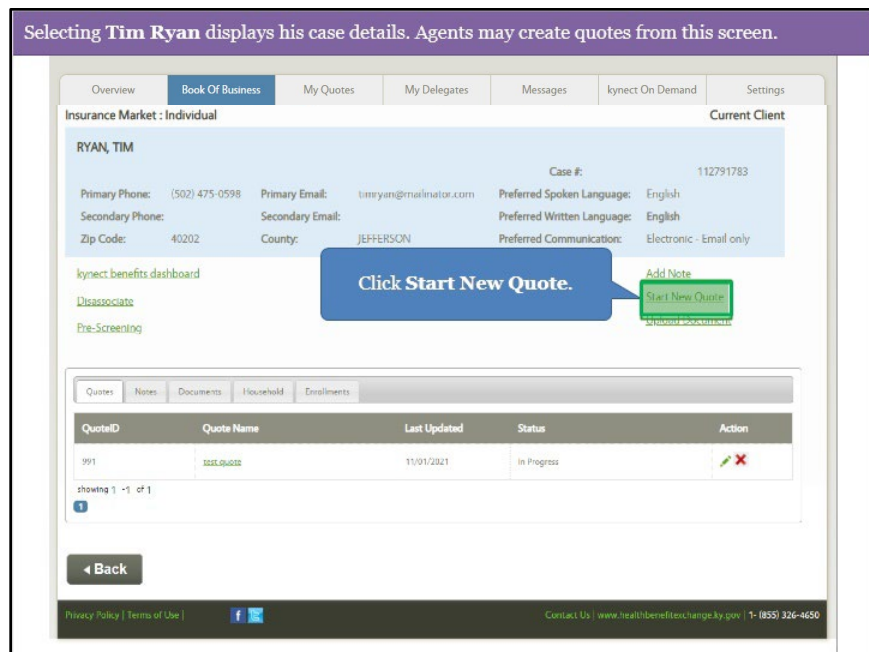 Selecting Tim Ryan displays his case details. Agents may create quotes from this screen.
Overview Book Of Business My Quotes My Delegates Messages kynect On Demand Settings
Insurance Market : Individual Current Client
RYAN, TIM
Case #: 112791783
Primary Phone: (502) 475-0598 Primary Email: timryan@mailinator.com Preferred Spoken Language: English
Secondary Phone: Secondary Email: Preferred Written Language: English
Zip Code: 40202 County: JEFFERSON Preferred Communication: Electronic - Email only
kynect benefits dashboard Add Note
Click Start New Quote.
Disassociate Start New Quote
Pre-Screening Upload Document
Quotes Notes Documents Household Enrollments
QuoteID Quote Name Last Updated Status Action
991 test quote 11/01/2021 In Progress
showing 1 -1 of 1
1
Back
Privacy Policy | Terms of Use | Contact Us | www.healthbenefitexchange.ky.gov | 1- (855) 326-4650